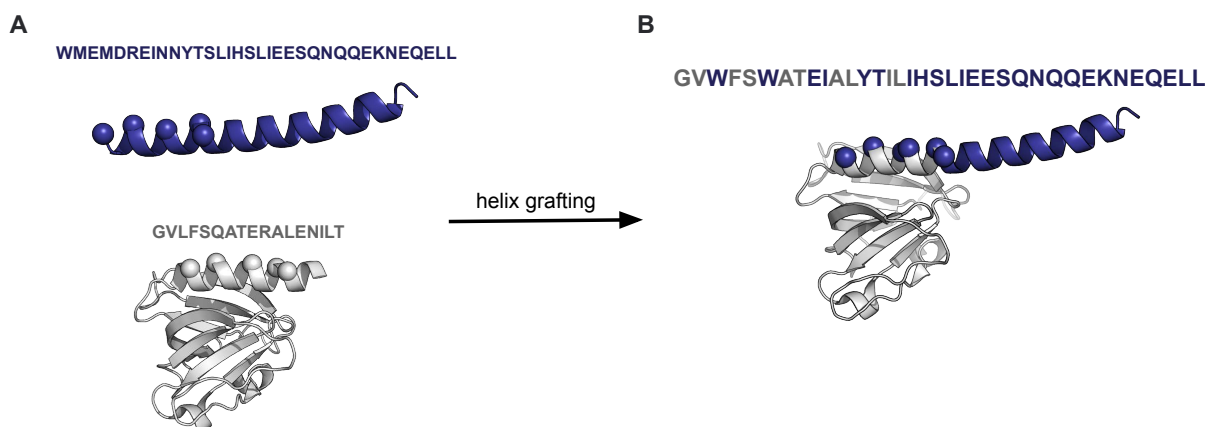 A
WMEMDREINNYTSLIHSLIEESQNQQEKNEQELL
GVLFSQATERALENILT
helix grafting
B
GVWFSWATEIALYTILIHSLIEESQNQQEKNEQELL